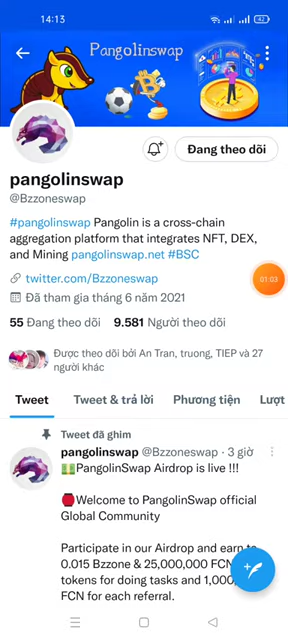 14:13
42
Pangolinswap
Đang theo dõi
pangolinswap
@Bzzoneswap
#pangolinswap Pangolin is a cross-chain
aggregation platform that integrates NFT, DEX,
and Mining pangolinswap.net #BSC
twitter.com/Bzzoneswap
Đã tham gia tháng 6 năm 2021
01:03
55 Đang theo dõi 9.581 Người theo dõi
Được theo dõi bởi An Tran, truong, TIEP và 27
người khác
Tweet Tweet & trả lời Phương tiện Lượt
Tweet đã ghim
pangolinswap @Bzzoneswap · 3 giờ
PangolinSwap Airdrop is live !!!
Welcome to PangolinSwap official
Global Community
Participate in our Airdrop and earn
0.015 Bzzone & 25,000,000 FCN
tokens for doing tasks and 1,000,
FCN for each referral.